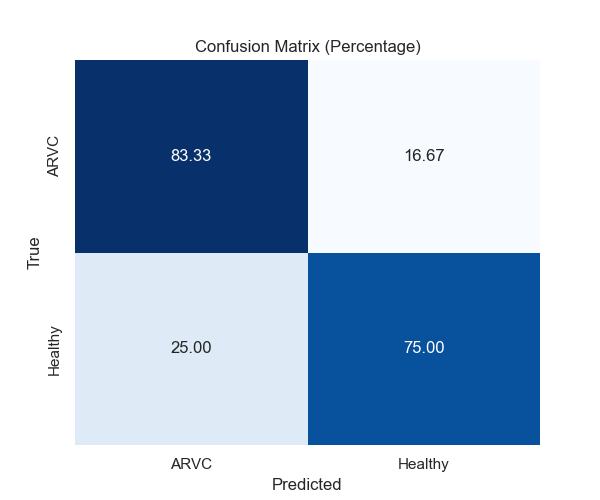 Confusion Matrix (Percentage)
True
ARVC
83.33
16.67
Healthy
25.00
75.00
ARVC
Healthy
Predicted